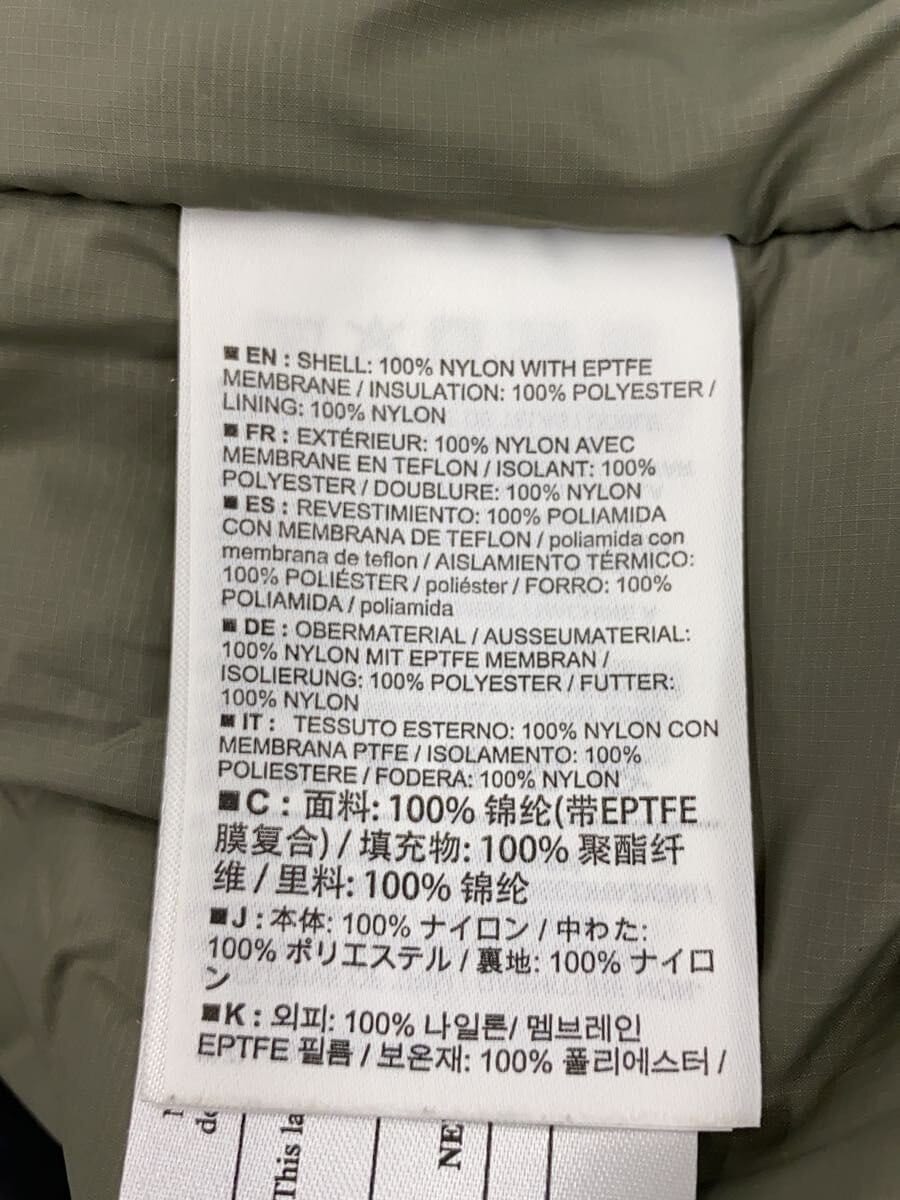 ■ EN : SHELL: 100% NYLON WITH EPTFE
MEMBRANE / INSULATION: 100% POLYESTER /
LINING: 100% NYLON
■ FR : EXTÉRIEUR: 100% NYLON AVEC
MEMBRANE EN TEFLON / ISOLANT: 100%
POLYESTER / DOUBLURE: 100% NYLON
■ ES : REVESTIMIENTO: 100% POLIAMIDA
CON MEMBRANA DE TEFLON / poliamida con
membrana de teflon / AISLAMIENTO TÉRMICO:
100% POLIÉSTER / poliéster / FORRO: 100%
POLIAMIDA / poliamida
■ DE : OBERMATERIAL / AUSSEUMATERIAL:
100% NYLON MIT EPTFE MEMBRAN /
ISOLIERUNG: 100% POLYESTER / FUTTER:
100% NYLON
■ IT : TESSUTO ESTERNO: 100% NYLON CON
MEMBRANA PTFE / ISOLAMENTO: 100%
POLIESTERE / FODERA: 100% NYLON
■ C : 面料: 100% 锦纶(带EPTFE
膜复合) / 填充物: 100% 聚酯纤
维 / 里料: 100% 锦纶
■ J : 本体: 100% ナイロン / 中わた:
100% ポリエステル / 裏地: 100% ナイロ
ン
■ K : 외피: 100% 나일론/ 멤브레인
EPTFE 필름 / 보온재: 100% 폴리에스터 /
This la
NE